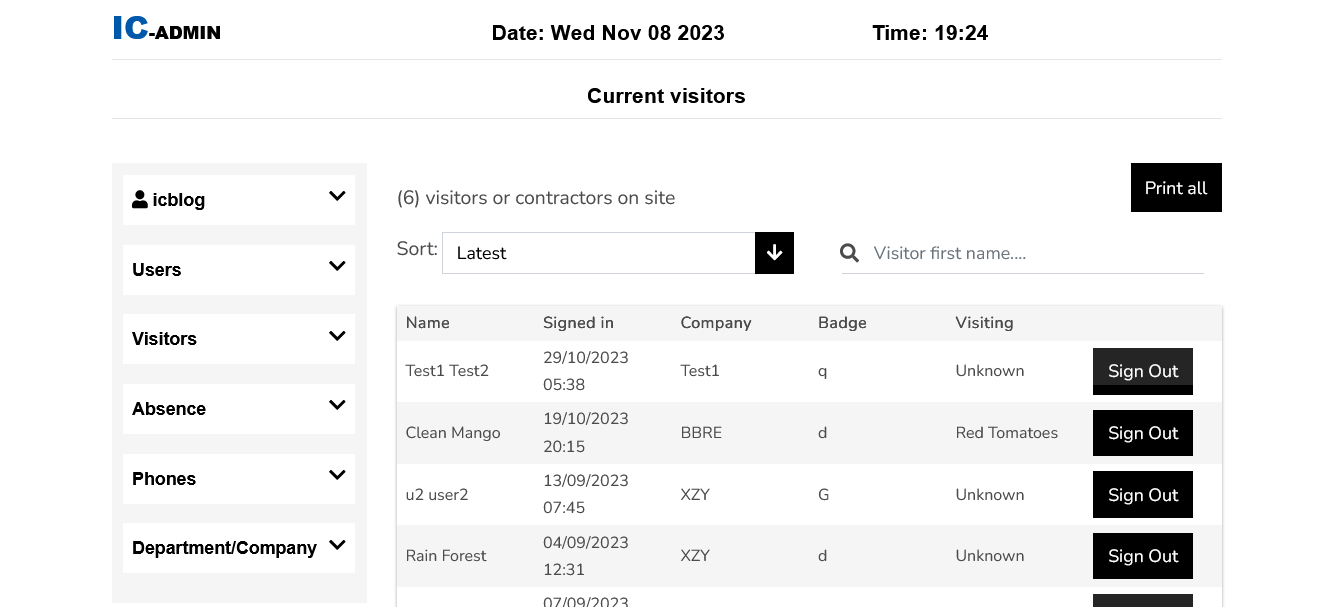 IC-ADMIN
Date: Wed Nov 08 2023
Time: 19:24
Current visitors
icblog
Users
Visitors
Absence
Phones
Department/Company
(6) visitors or contractors on site
Print all
Sort: Latest
Visitor first name....
Name Signed in Company Badge Visiting
Test1 Test2 29/10/2023 05:38 Test1 q Unknown Sign Out
Clean Mango 19/10/2023 20:15 BBRE d Red Tomatoes Sign Out
u2 user2 13/09/2023 07:45 XZY G Unknown Sign Out
Rain Forest 04/09/2023 12:31 XZY d Unknown Sign Out
07/09/2023